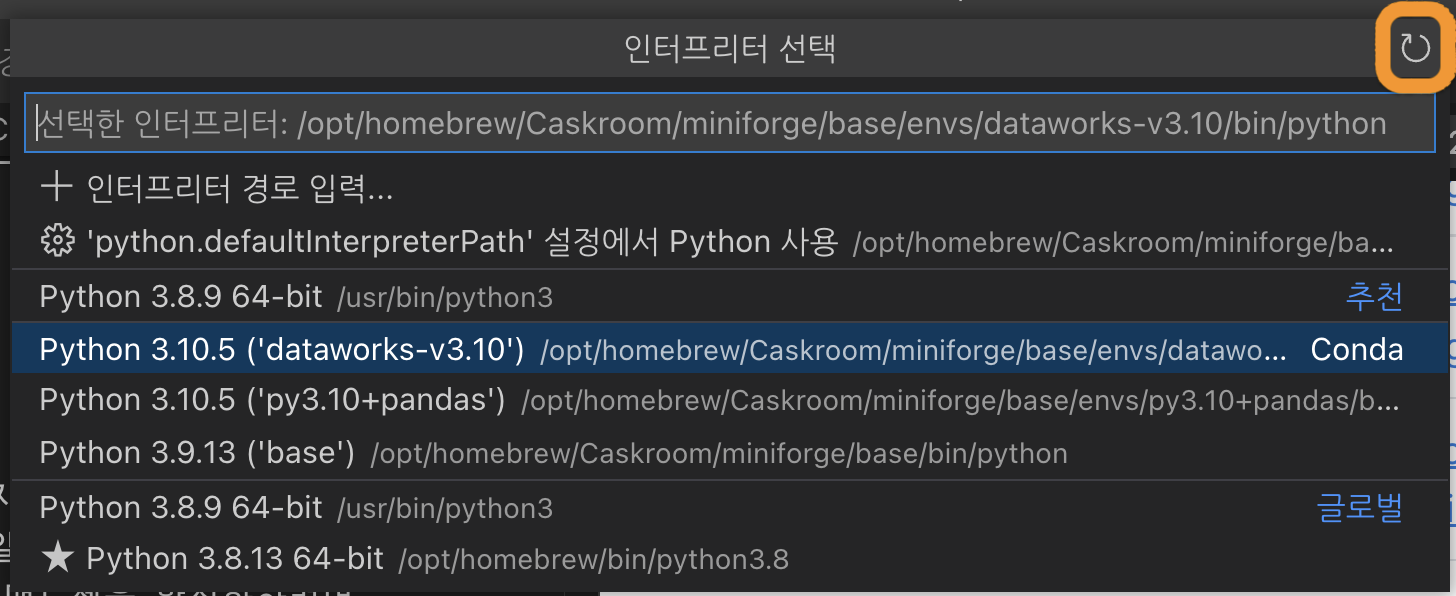 인터프리터 선택
선택한 인터프리터: /opt/homebrew/Caskroom/miniforge/base/envs/dataworks-v3.10/bin/python
인터프리터 경로 입력...
'python.defaultInterpreterPath' 설정에서 Python 사용 /opt/homebrew/Caskroom/miniforge/ba...
Python 3.8.9 64-bit /usr/bin/python3 추천
Python 3.10.5 ('dataworks-v3.10') /opt/homebrew/Caskroom/miniforge/base/envs/datawo... Conda
Python 3.10.5 ('py3.10+pandas') /opt/homebrew/Caskroom/miniforge/base/envs/py3.10+pandas/b...
Python 3.9.13 ('base') /opt/homebrew/Caskroom/miniforge/base/bin/python
Python 3.8.9 64-bit /usr/bin/python3 글로벌
★ Python 3.8.13 64-bit /opt/homebrew/bin/python3.8